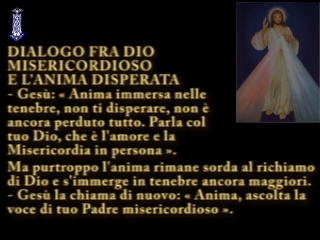 DIALOGO FRA DIO
MISERICORDIOSO
E L'ANIMA DISPERATA
- Gesù: « Anima immersa nelle
tenebre, non ti disperare, non è
ancora perduto tutto. Parla col
tuo Dio, che è l'amore e la
Misericordia in persona ».
Ma purtroppo l'anima rimane sorda al richiamo
di Dio e s'immerge in tenebre ancora maggiori.
- Gesù la chiama di nuovo: « Anima, ascolta la
voce di tuo Padre misericordioso ».